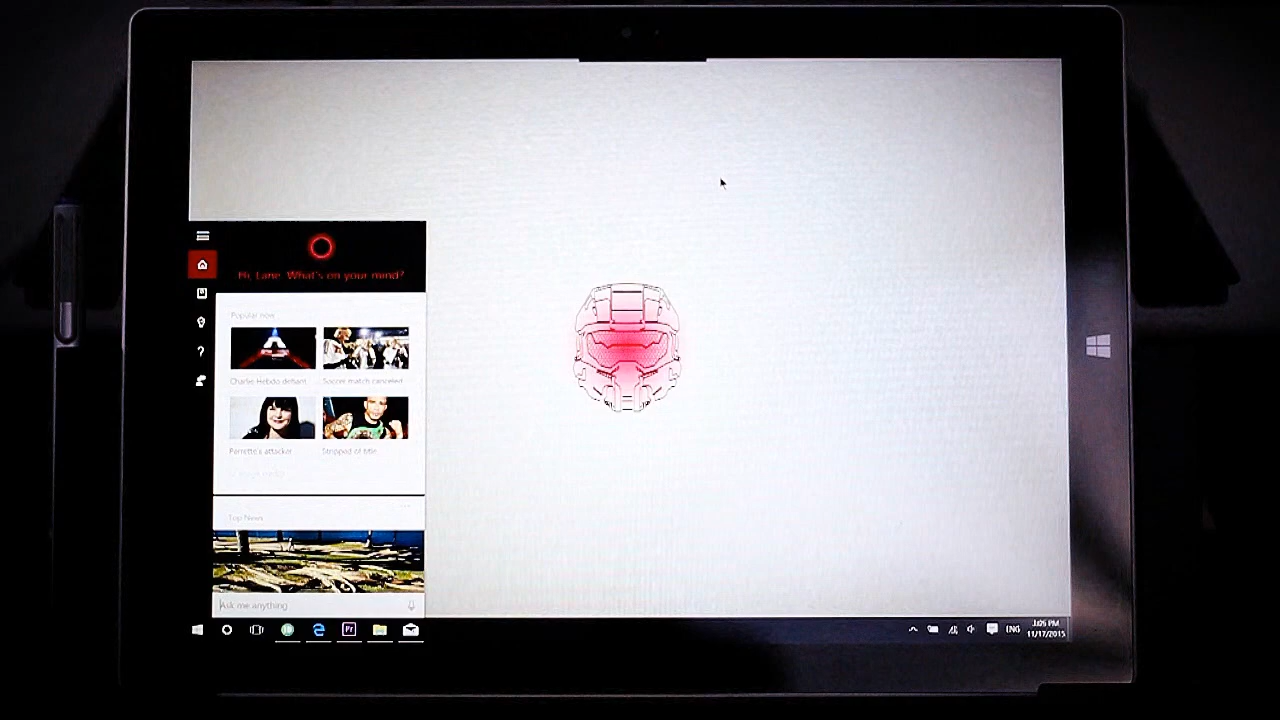 Hi, Lane. What's on your mind?
Popular now
Charlie Hebdo defiant
Soccer match canceled
Perrette's attacker
Stripped of title
Top News
Ask me anything
Pr
ENG
3:05 PM
11/17/2015